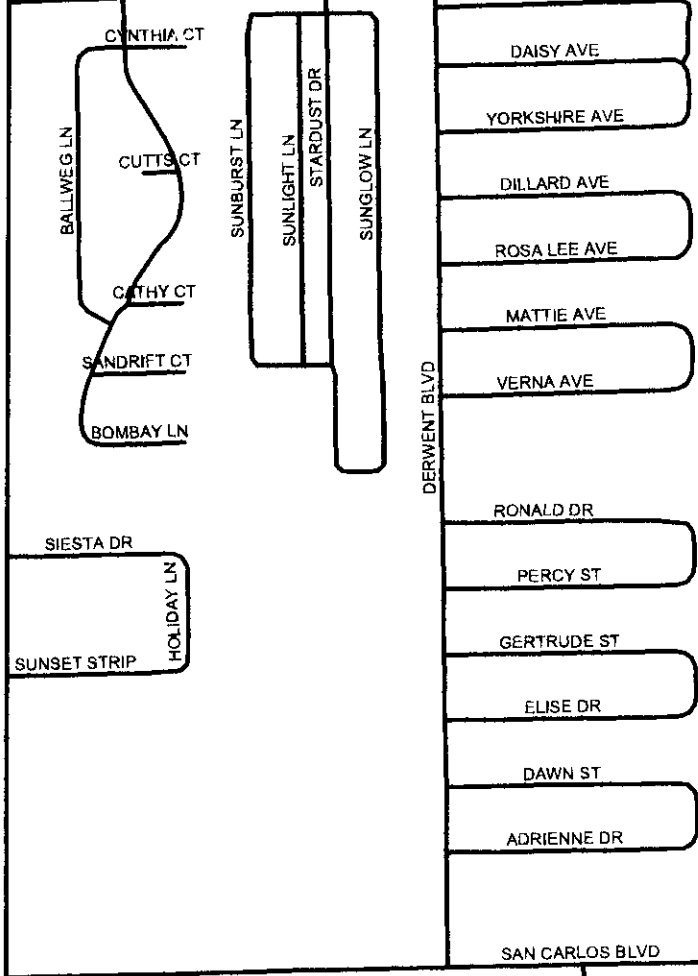 CYNTHIA CT
DAISY AVE
YORKSHIRE AVE
BALLWEG LN
CUTTS CT
SUNBURST LN
SUNLIGHT LN
STARDUST DR
SUNGLOW LN
DILLARD AVE
ROSA LEE AVE
CATHY CT
MATTIE AVE
SANDRIFT CT
VERNA AVE
BOMBAY LN
DERWENT BLVD
RONALD DR
SIESTA DR
PERCY ST
HOLIDAY LN
GERTRUDE ST
SUNSET STRIP
ELISE DR
DAWN ST
ADRIENNE DR
SAN CARLOS BLVD